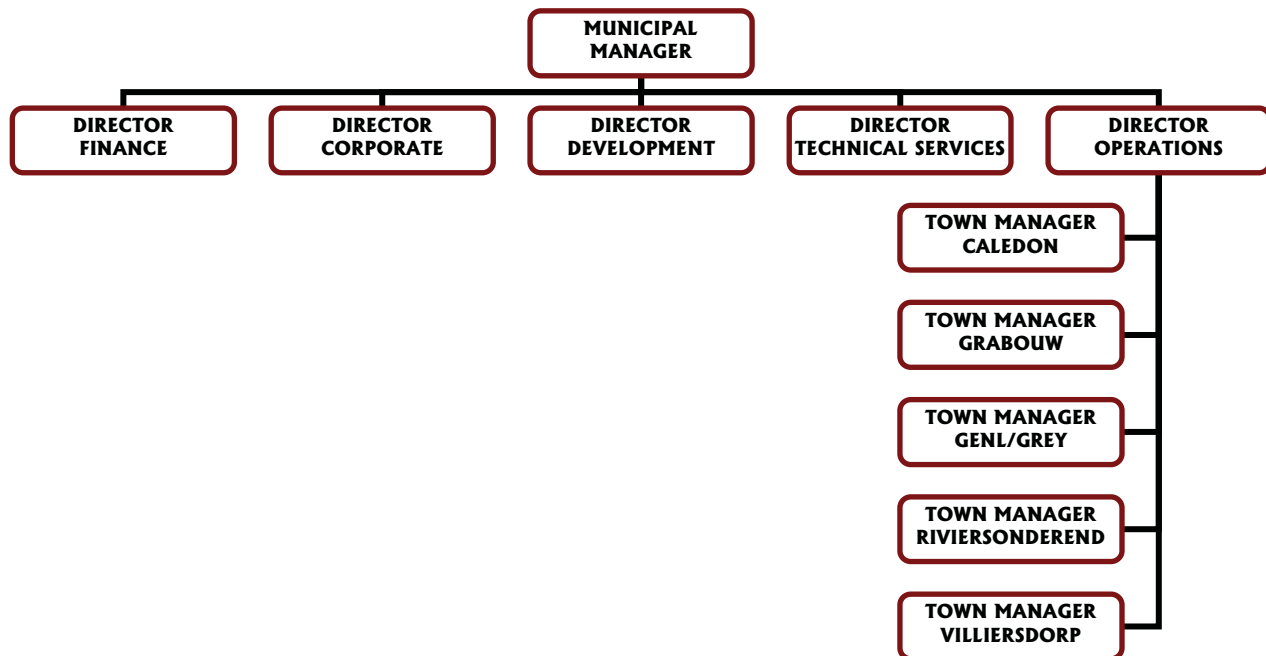 MUNICIPAL
MANAGER
DIRECTOR
FINANCE
DIRECTOR
CORPORATE
DIRECTOR
DEVELOPMENT
DIRECTOR
TECHNICAL SERVICES
DIRECTOR
OPERATIONS
TOWN MANAGER
CALEDON
TOWN MANAGER
GRABOUW
TOWN MANAGER
GENL/GREY
TOWN MANAGER
RIVIERSONDEREND
TOWN MANAGER
VILLIERSDORP